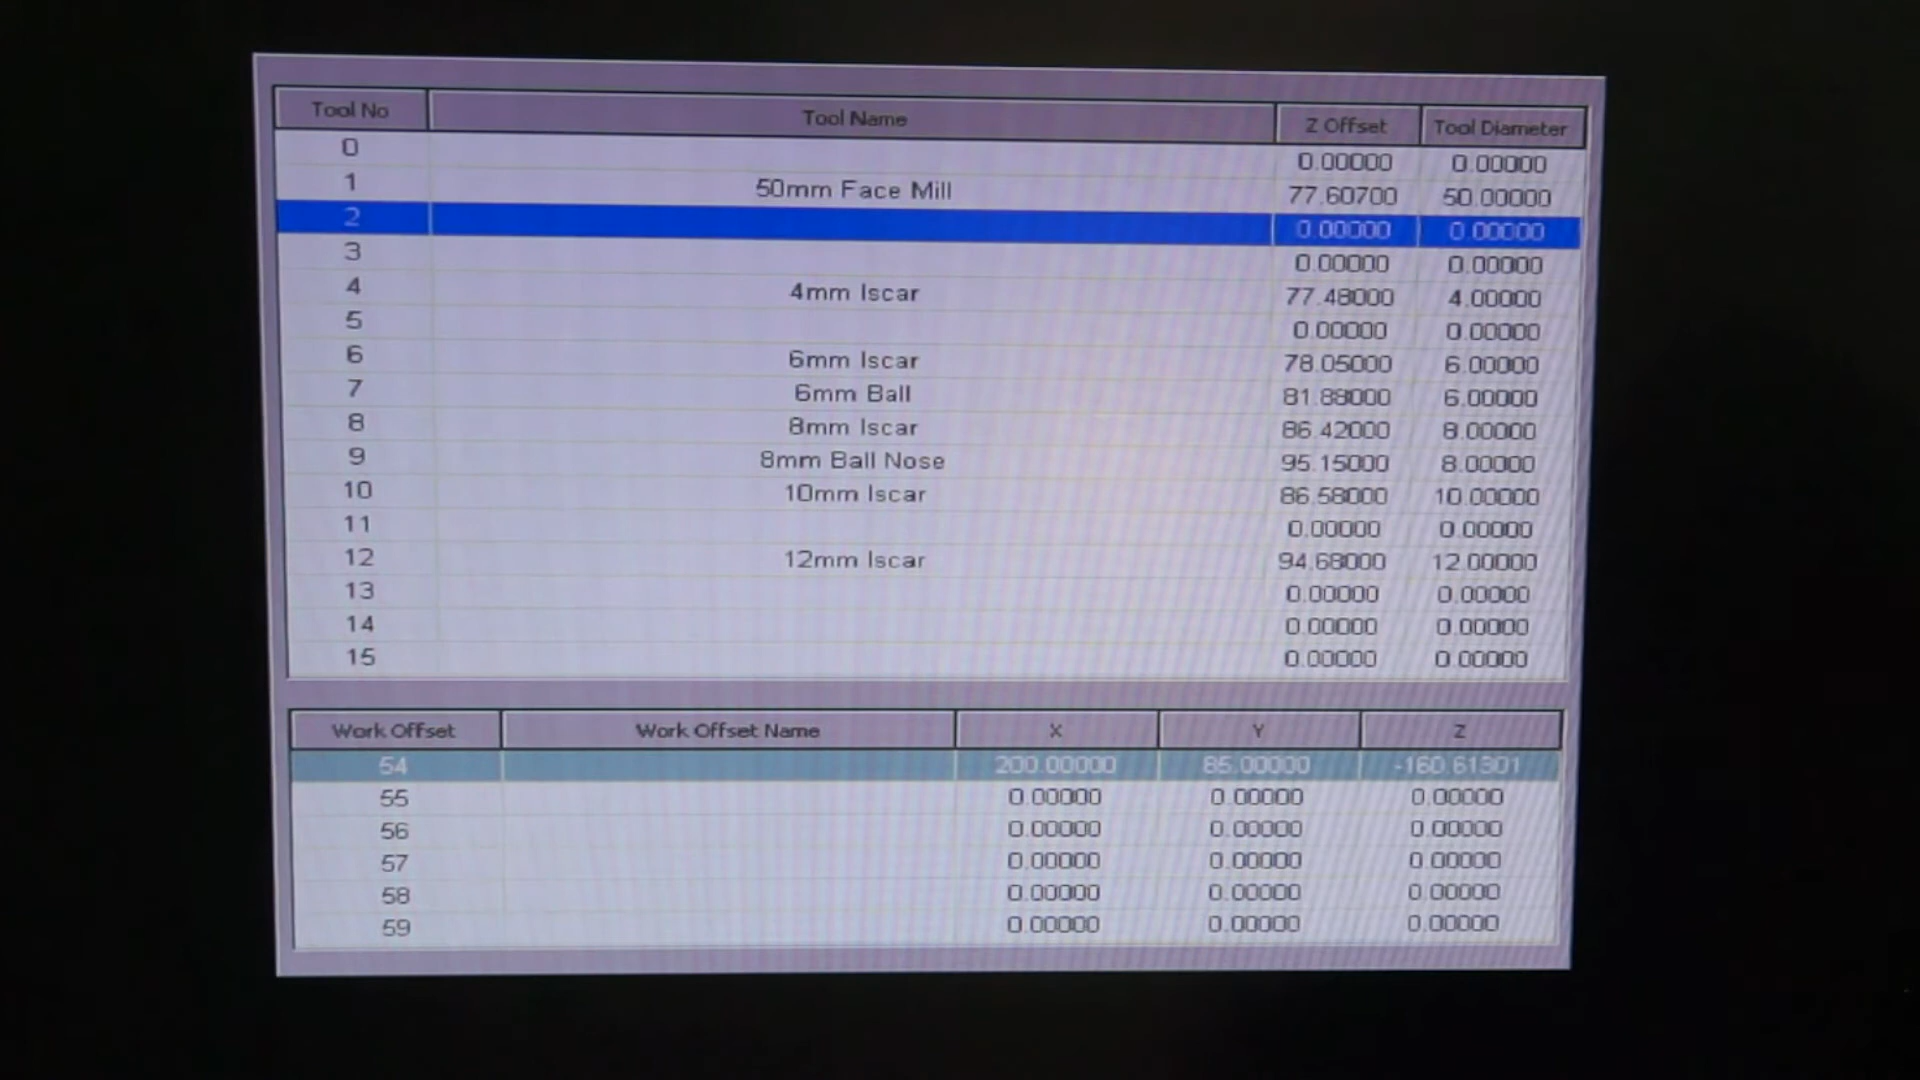 Tool No Tool Name Z Offset Tool Diameter
0 0.00000 0.00000
1 50mm Face Mill 77.60700 50.00000
2 0.00000 0.00000
3 0.00000 0.00000
4 4mm Iscar 77.48000 4.00000
5 0.00000 0.00000
6 6mm Iscar 78.05000 6.00000
7 6mm Ball 81.88000 6.00000
8 8mm Iscar 86.42000 8.00000
9 8mm Ball Nose 95.15000 8.00000
10 10mm Iscar 86.58000 10.00000
11 0.00000 0.00000
12 12mm Iscar 94.68000 12.00000
13 0.00000 0.00000
14 0.00000 0.00000
15 0.00000 0.00000
Work Offset Work Offset Name X Y Z
54 200.00000 85.00000 -160.61301
55 0.00000 0.00000 0.00000
56 0.00000 0.00000 0.00000
57 0.00000 0.00000 0.00000
58 0.00000 0.00000 0.00000
59 0.00000 0.00000 0.00000